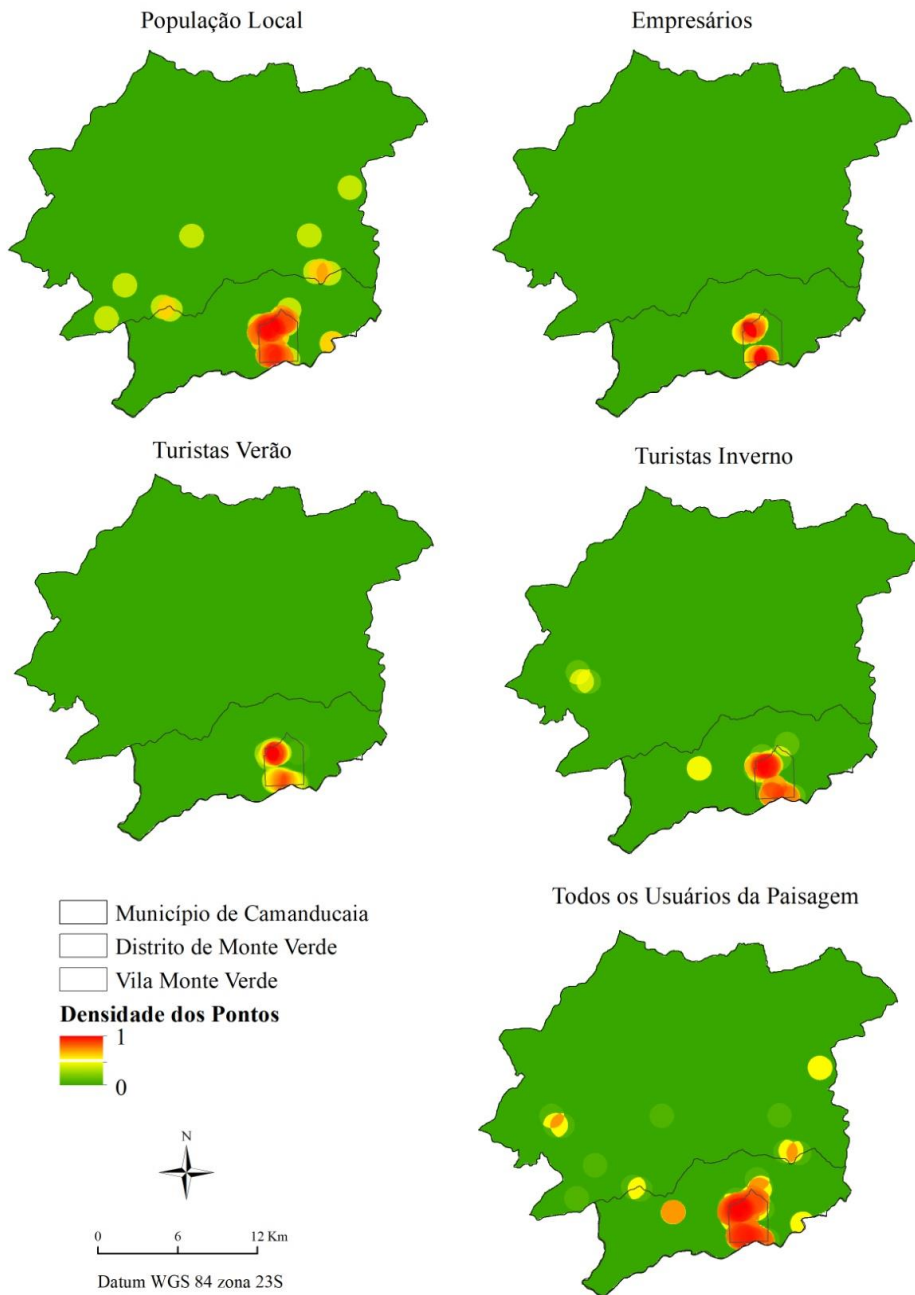 População Local
Empresários
Turistas Verão
Turistas Inverno
Todos os Usuários da Paisagem
Município de Camanducaia
Distrito de Monte Verde
Vila Monte Verde
Densidade dos Pontos
1
0
N
0 6 12 Km
Datum WGS 84 zona 23S